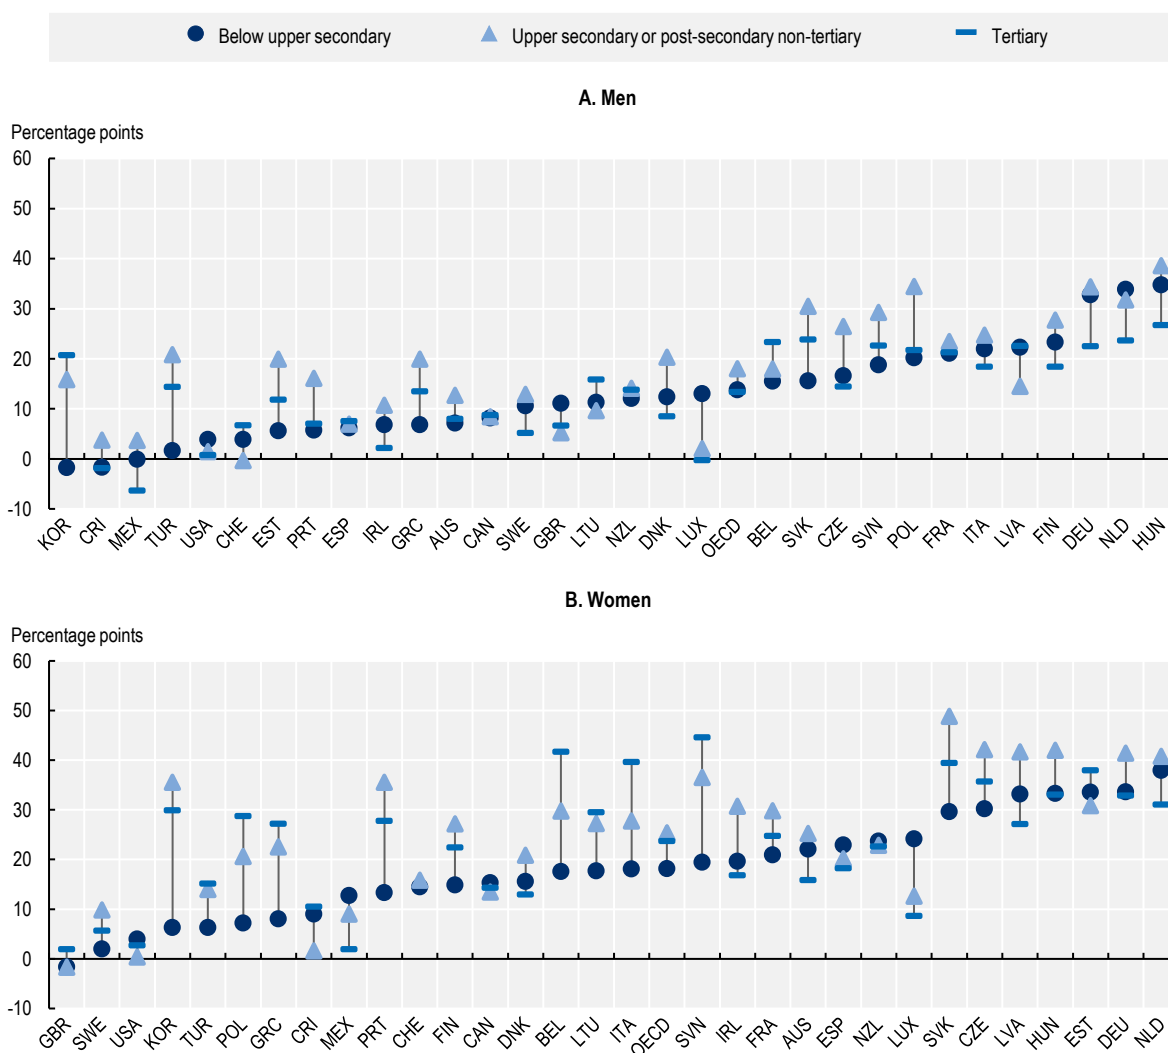 Below upper secondary Upper secondary or post-secondary non-tertiary Tertiary
A. Men
Percentage points
60
50
40
30
20
10
0
-10
KOR CRI MEX TUR USA CHE EST PRT ESP IRL GRC AUS CAN SWE GBR LTU NZL DNK LUX OECD BEL SVK CZE SVN POL FRA ITA LVA FIN DEU NLD HUN
B. Women
Percentage points
60
50
40
30
20
10
0
-10
GBR SWE USA KOR TUR POL GRC CRI MEX PRT CHE FIN CAN DNK BEL LTU ITA OECD SVN IRL FRA AUS ESP NZL LUX SVK CZE LVA HUN EST DEU NLD